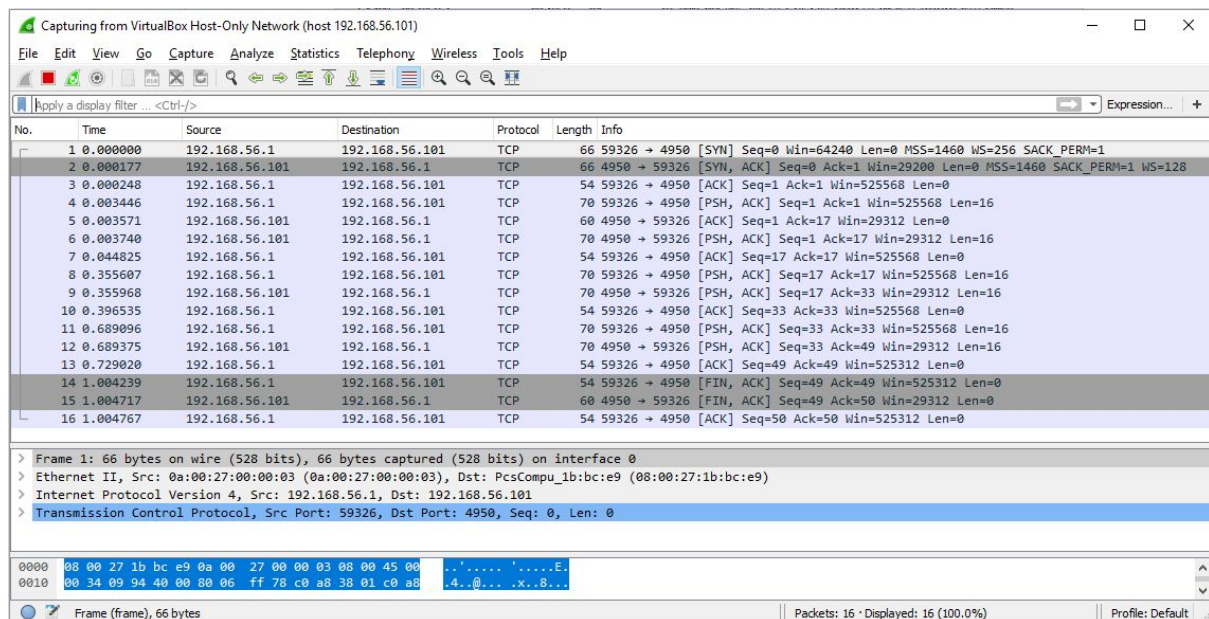 Capturing from VirtualBox Host-Only Network (host 192.168.56.101)
File Edit View Go Capture Analyze Statistics Telephony Wireless Tools Help
Apply a display filter ... <Ctrl-/> Expression... +
No. Time Source Destination Protocol Length Info
1 0.000000 192.168.56.1 192.168.56.101 TCP 66 59326 → 4950 [SYN] Seq=0 Win=64240 Len=0 MSS=1460 WS=256 SACK_PERM=1
2 0.000177 192.168.56.101 192.168.56.1 TCP 66 4950 → 59326 [SYN, ACK] Seq=0 Ack=1 Win=29200 Len=0 MSS=1460 SACK_PERM=1 WS=128
3 0.000248 192.168.56.1 192.168.56.101 TCP 54 59326 → 4950 [ACK] Seq=1 Ack=1 Win=525568 Len=0
4 0.003446 192.168.56.1 192.168.56.101 TCP 70 59326 → 4950 [PSH, ACK] Seq=1 Ack=1 Win=525568 Len=16
5 0.003571 192.168.56.101 192.168.56.1 TCP 60 4950 → 59326 [ACK] Seq=1 Ack=17 Win=29312 Len=0
6 0.003740 192.168.56.101 192.168.56.1 TCP 70 4950 → 59326 [PSH, ACK] Seq=1 Ack=17 Win=29312 Len=16
7 0.044825 192.168.56.1 192.168.56.101 TCP 54 59326 → 4950 [ACK] Seq=17 Ack=17 Win=525568 Len=0
8 0.355607 192.168.56.1 192.168.56.101 TCP 70 59326 → 4950 [PSH, ACK] Seq=17 Ack=17 Win=525568 Len=16
9 0.355968 192.168.56.101 192.168.56.1 TCP 70 4950 → 59326 [PSH, ACK] Seq=17 Ack=33 Win=29312 Len=16
10 0.396535 192.168.56.1 192.168.56.101 TCP 54 59326 → 4950 [ACK] Seq=33 Ack=33 Win=525568 Len=0
11 0.689096 192.168.56.1 192.168.56.101 TCP 70 59326 → 4950 [PSH, ACK] Seq=33 Ack=33 Win=525568 Len=16
12 0.689375 192.168.56.101 192.168.56.1 TCP 70 4950 → 59326 [PSH, ACK] Seq=33 Ack=49 Win=29312 Len=16
13 0.729020 192.168.56.1 192.168.56.101 TCP 54 59326 → 4950 [ACK] Seq=49 Ack=49 Win=525312 Len=0
14 1.004239 192.168.56.1 192.168.56.101 TCP 54 59326 → 4950 [FIN, ACK] Seq=49 Ack=49 Win=525312 Len=0
15 1.004717 192.168.56.101 192.168.56.1 TCP 60 4950 → 59326 [FIN, ACK] Seq=49 Ack=50 Win=29312 Len=0
16 1.004767 192.168.56.1 192.168.56.101 TCP 54 59326 → 4950 [ACK] Seq=50 Ack=50 Win=525312 Len=0
> Frame 1: 66 bytes on wire (528 bits), 66 bytes captured (528 bits) on interface 0
> Ethernet II, Src: 0a:00:27:00:00:03 (0a:00:27:00:00:03), Dst: PcsCompu_1b:bc:e9 (08:00:27:1b:bc:e9)
> Internet Protocol Version 4, Src: 192.168.56.1, Dst: 192.168.56.101
> Transmission Control Protocol, Src Port: 59326, Dst Port: 4950, Seq: 0, Len: 0
0000 08 00 27 1b bc e9 0a 00 27 00 00 03 08 00 45 00 ..'..... '.....E.
0010 00 34 09 94 40 00 80 06 ff 78 c0 a8 38 01 c0 a8 .4..@... .x..8...
Frame (frame), 66 bytes Packets: 16 · Displayed: 16 (100.0%) Profile: Default